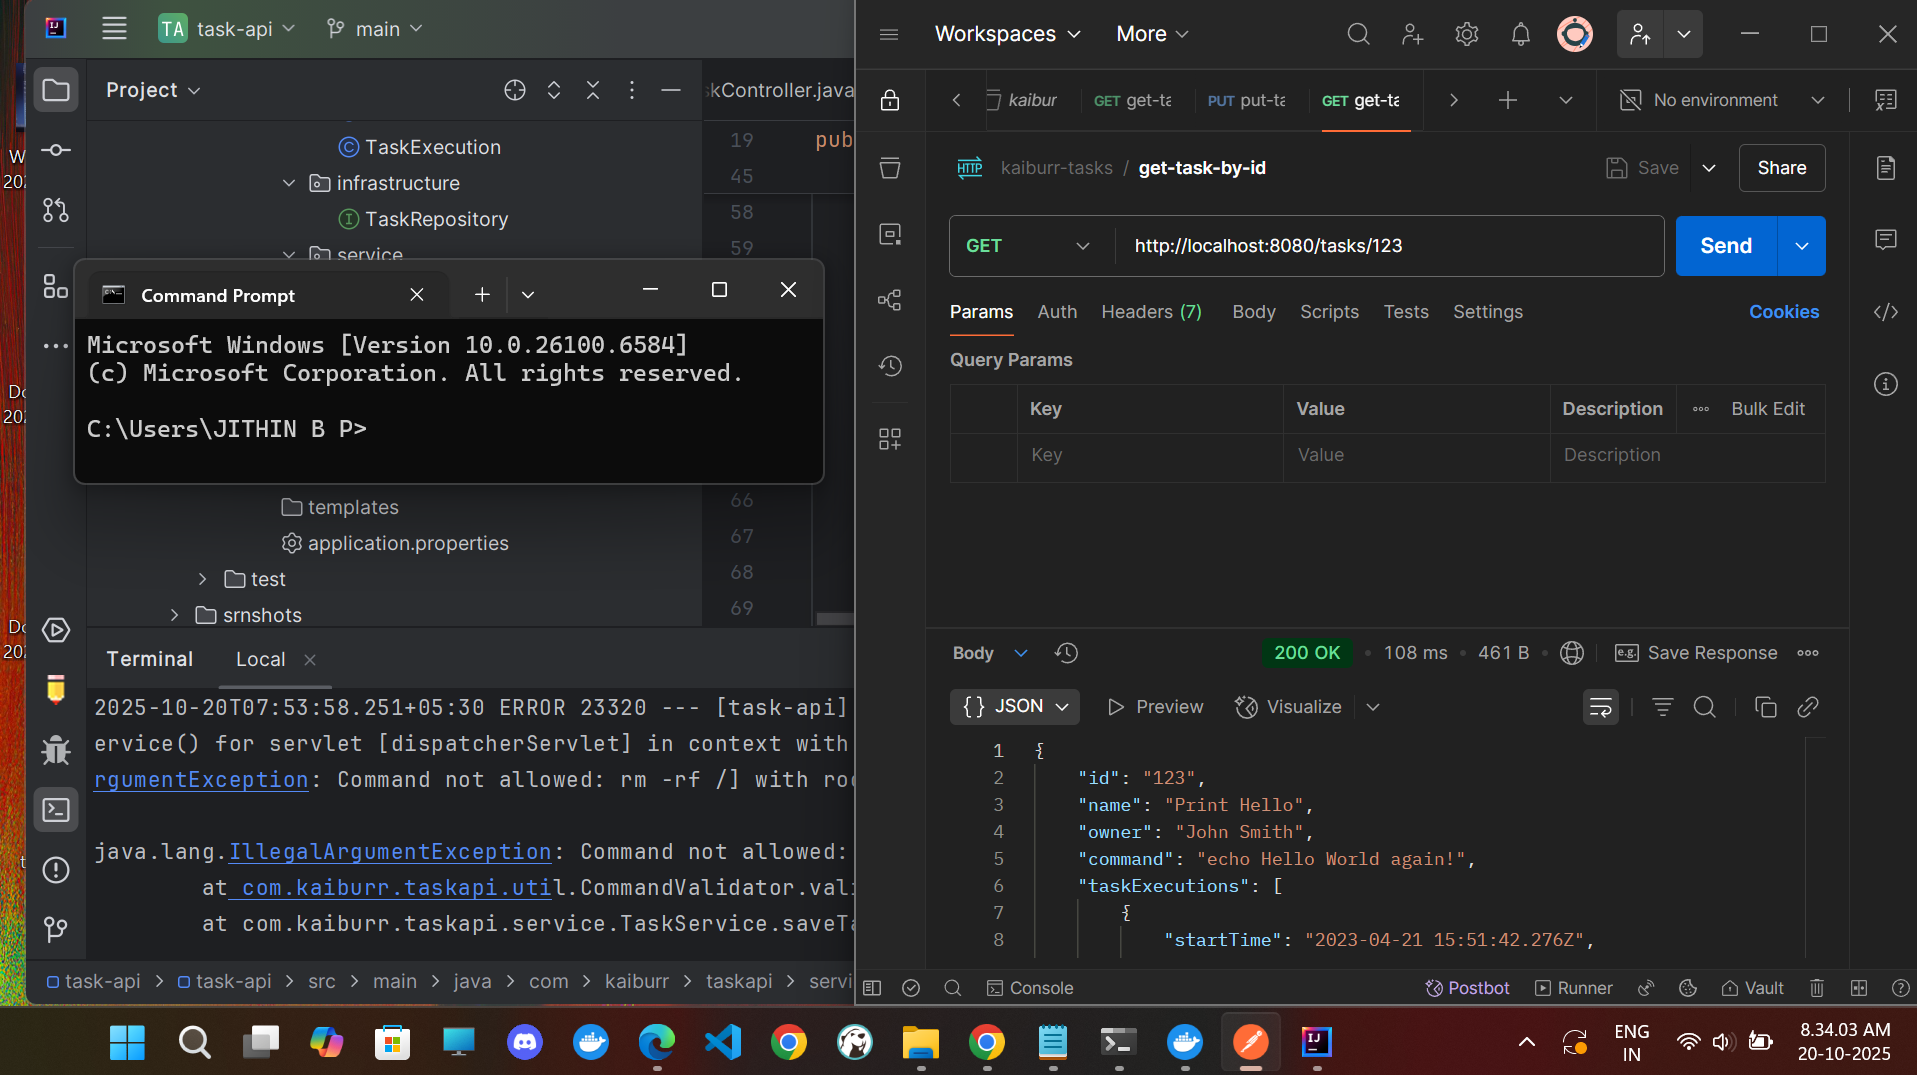 TA task-api main
Project
TaskExecution
infrastructure
TaskRepository
service
templates
application.properties
test
srnshots
kController.java
19 pub
45
58
59
66
67
68
69
Command Prompt
Microsoft Windows [Version 10.0.26100.6584]
(c) Microsoft Corporation. All rights reserved.
C:\Users\JITHIN B P>
Terminal Local
2025-10-20T07:53:58.251+05:30 ERROR 23320 --- [task-api]
ervice() for servlet [dispatcherServlet] in context with
rgumentException: Command not allowed: rm -rf /] with roo
java.lang.IllegalArgumentException: Command not allowed:
at com.kaiburr.taskapi.util.CommandValidator.vali
at com.kaiburr.taskapi.service.TaskService.saveTa
task-api > task-api > src > main > java > com > kaiburr > taskapi > servi
Workspaces More
kaibur GET get-ta PUT put-ta GET get-ta No environment
HTTP kaiburr-tasks / get-task-by-id Save Share
GET http://localhost:8080/tasks/123 Send
Params Auth Headers (7) Body Scripts Tests Settings Cookies
Query Params
Key Value Description Bulk Edit
Key Value Description
Body 200 OK • 108 ms • 461 B • e.g. Save Response
{} JSON Preview Visualize
1 {
2 "id": "123",
3 "name": "Print Hello",
4 "owner": "John Smith",
5 "command": "echo Hello World again!",
6 "taskExecutions": [
7 {
8 "startTime": "2023-04-21 15:51:42.276Z",
Console Postbot Runner Vault
ENG
IN
8.34.03 AM
20-10-2025